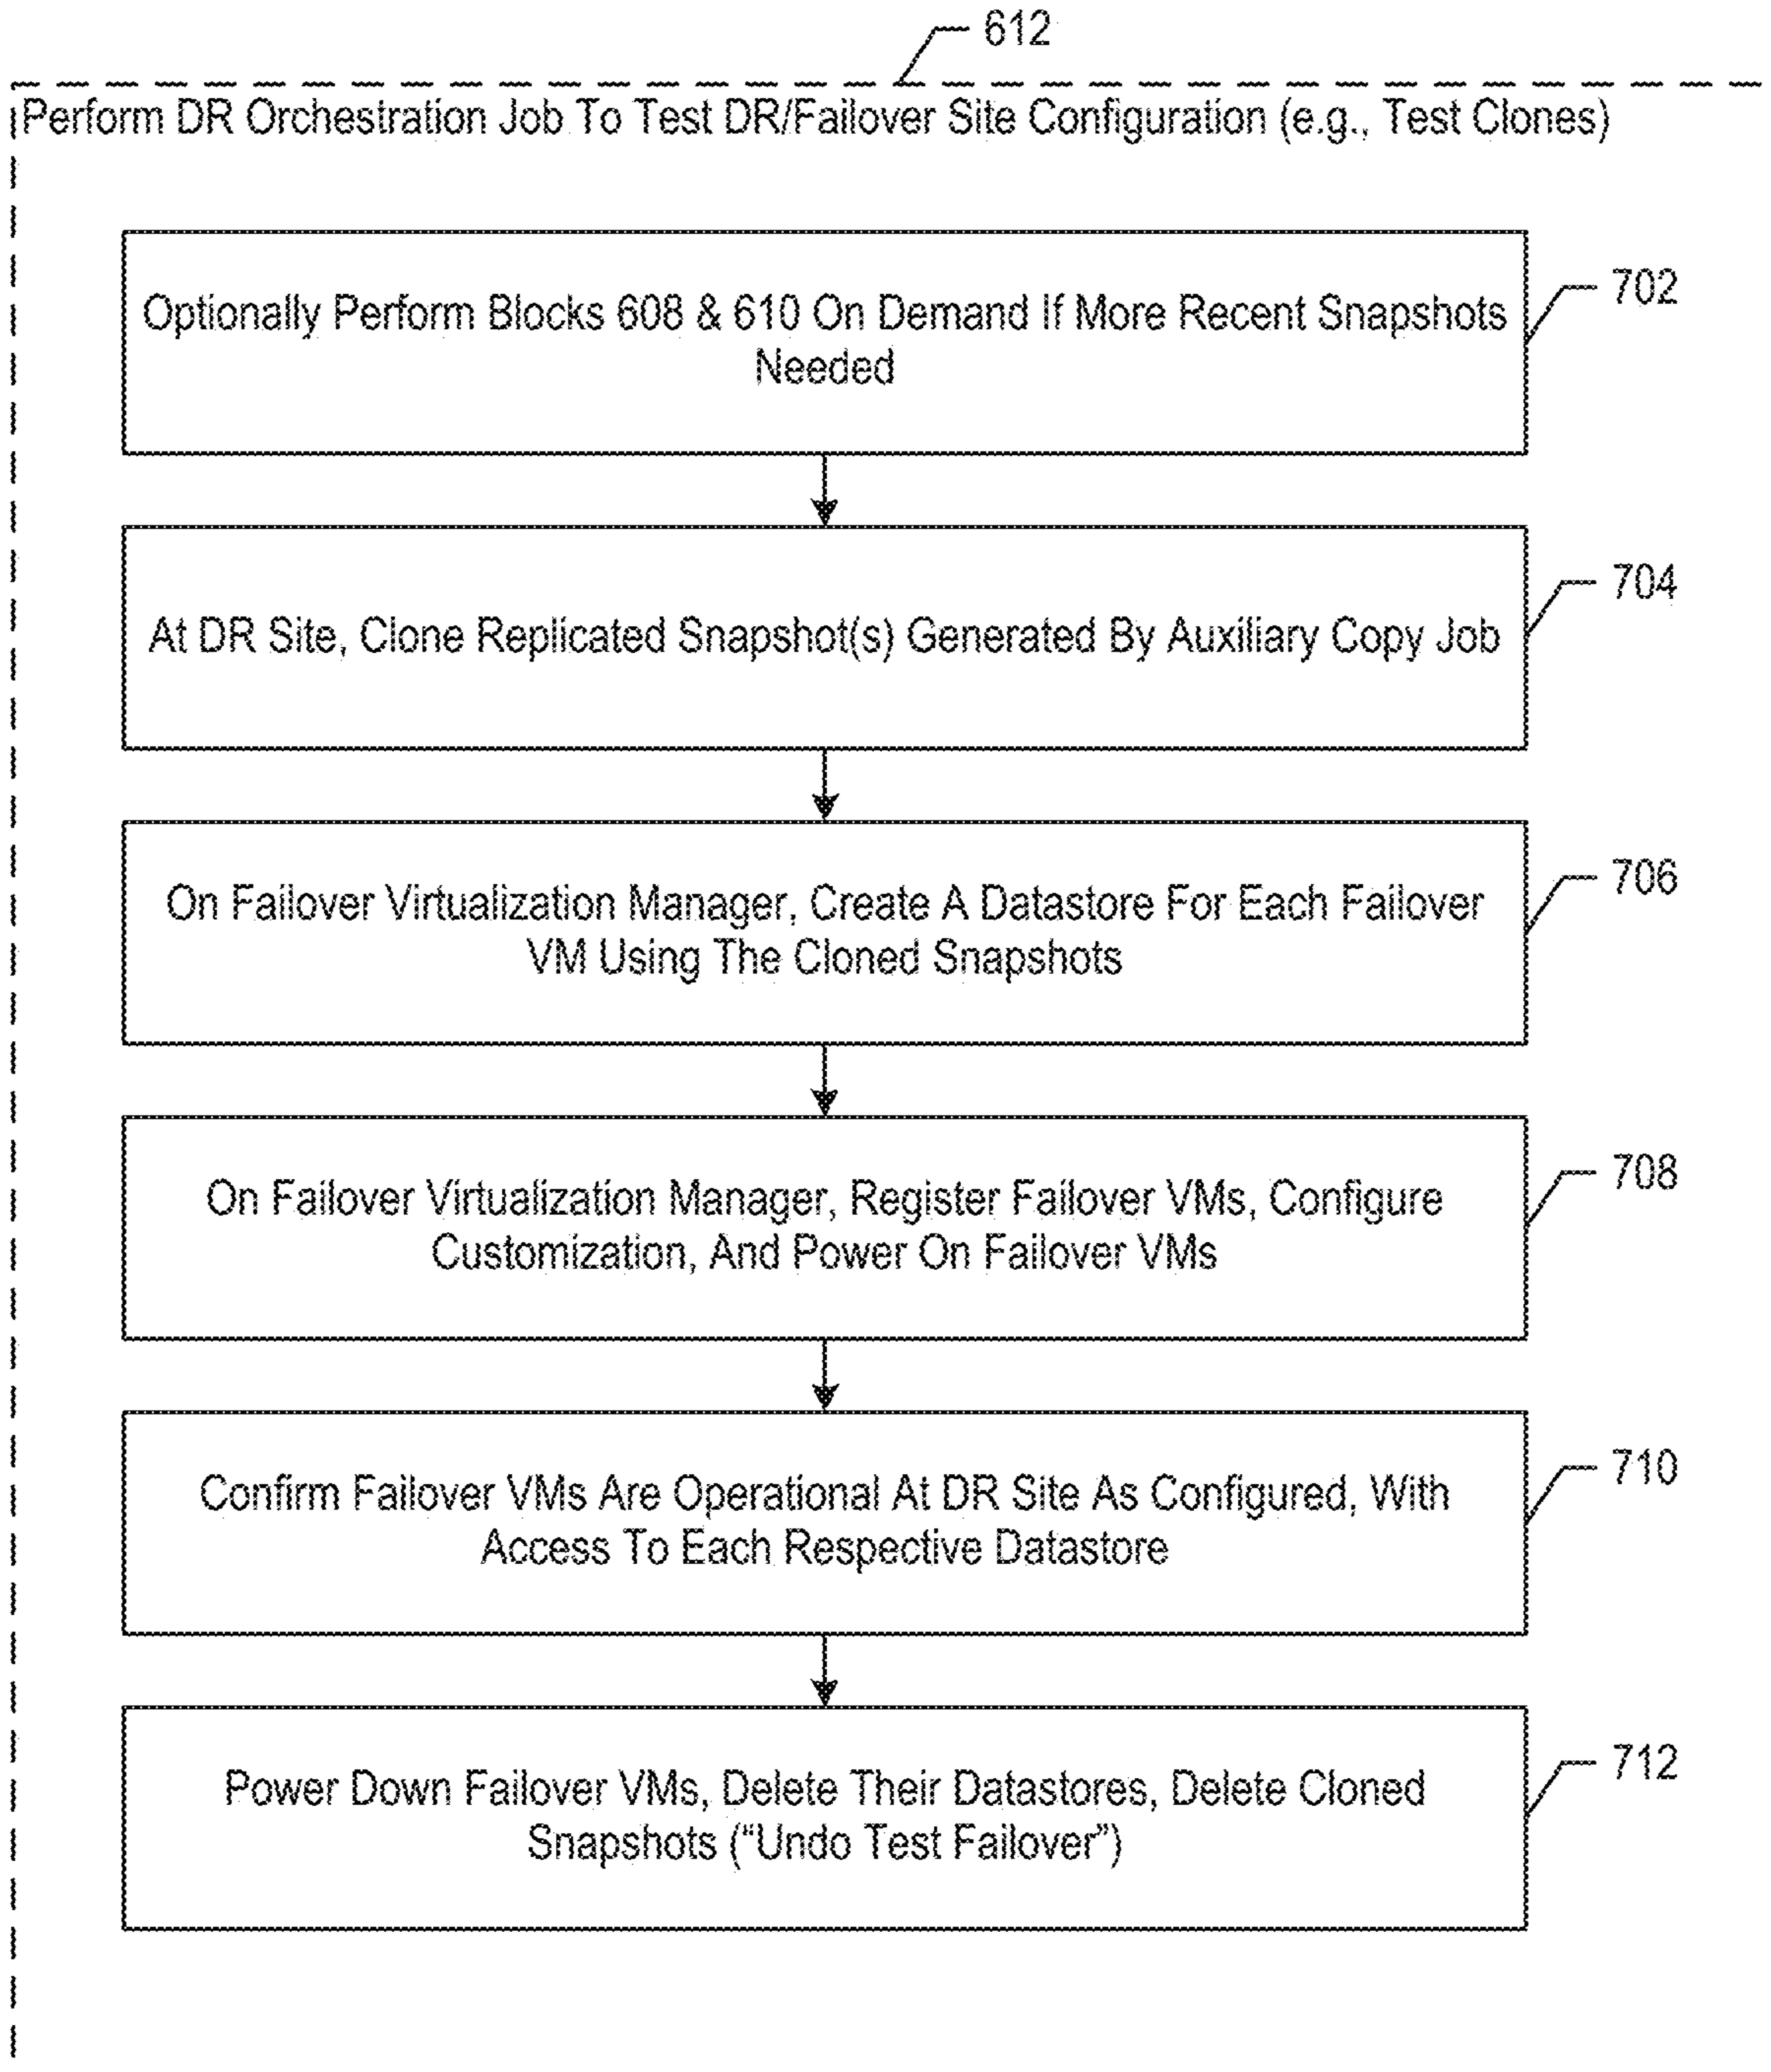 612
Perform DR Orchestration Job To Test DR/Failover Site Configuration (e.g., Test Clones)
702
Optionally Perform Blocks 608 & 610 On Demand If More Recent Snapshots
Needed
704
At DR Site, Clone Replicated Snapshot(s) Generated By Auxiliary Copy Job
706
On Failover Virtualization Manager, Create A Datastore For Each Failover
VM Using The Cloned Snapshots
708
On Failover Virtualization Manager, Register Failover VMs, Configure
Customization, And Power On Failover VMs
710
Confirm Failover VMs Are Operational At DR Site As Configured, With
Access To Each Respective Datastore
712
Power Down Failover VMs, Delete Their Datastores, Delete Cloned
Snapshots (“Undo Test Failover”)